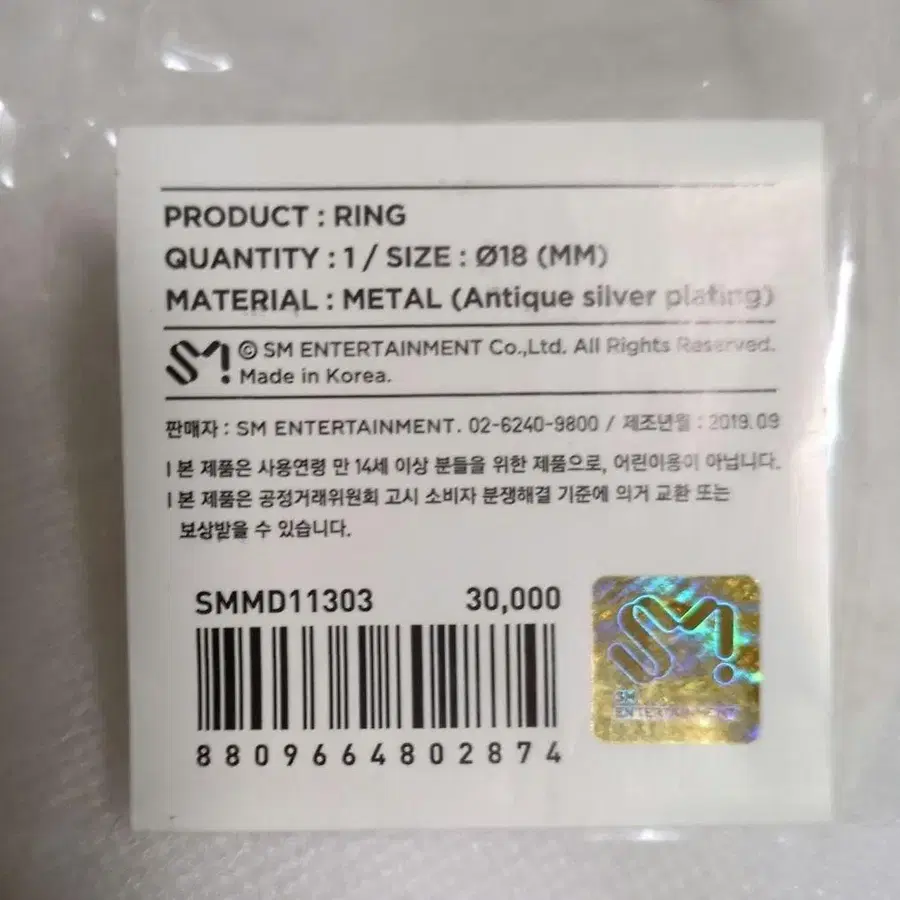 PRODUCT : RING
QUANTITY : 1 / SIZE : Ø18 (MM)
MATERIAL : METAL (Antique silver plating)
SM! © SM ENTERTAINMENT Co.,Ltd. All Rights Reserved.
Made in Korea.
판매자 : SM ENTERTAINMENT. 02-6240-9800 / 제조년월 : 2019.09
l 본 제품은 사용연령 만 14세 이상 분들을 위한 제품으로, 어린이용이 아닙니다.
l 본 제품은 공정거래위원회 고시 소비자 분쟁해결 기준에 의거 교환 또는
보상받을 수 있습니다.
SMMD11303 30,000
8809664802874
SM
SM
ENTERTAINMENT